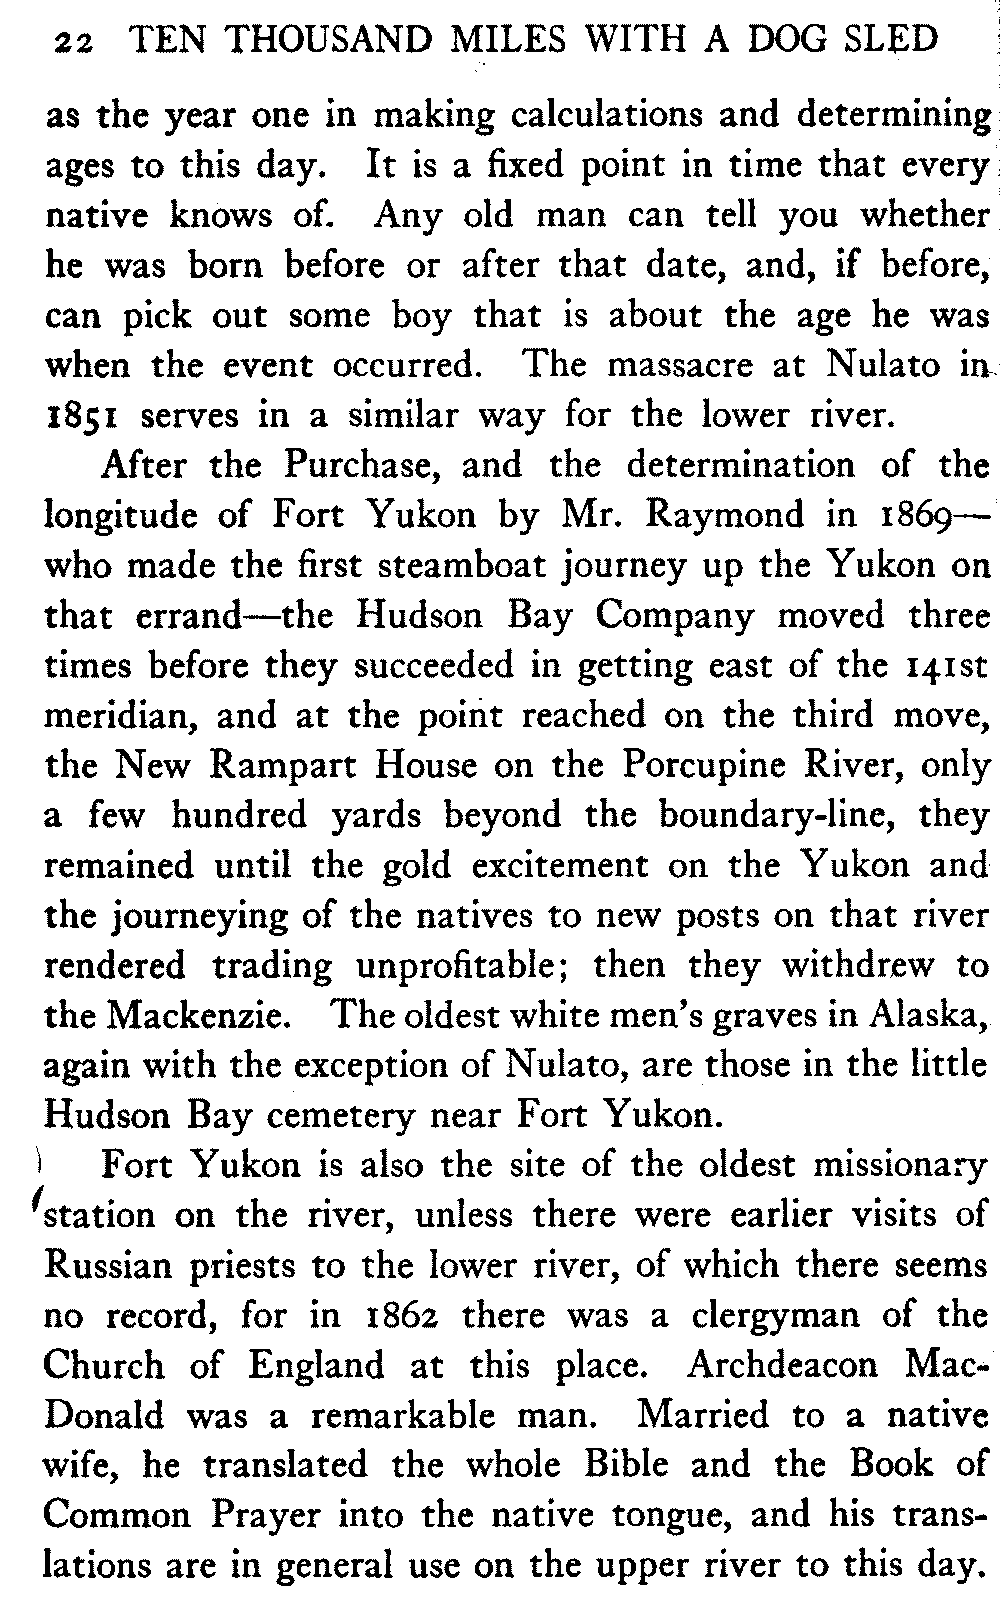 22 TEN THOUSAND MILES WITH A DOG SLED
as the year one in making calculations and determining
ages to this day. It is a fixed point in time that every
native knows of. Any old man can tell you whether
he was born before or after that date, and, if before,
can pick out some boy that is about the age he was
when the event occurred. The massacre at Nulato in
1851 serves in a similar way for the lower river.
After the Purchase, and the determination of the
longitude of Fort Yukon by Mr. Raymond in 1869—
who made the first steamboat journey up the Yukon on
that errand—the Hudson Bay Company moved three
times before they succeeded in getting east of the 141st
meridian, and at the point reached on the third move,
the New Rampart House on the Porcupine River, only
a few hundred yards beyond the boundary-line, they
remained until the gold excitement on the Yukon and
the journeying of the natives to new posts on that river
rendered trading unprofitable; then they withdrew to
the Mackenzie. The oldest white men's graves in Alaska,
again with the exception of Nulato, are those in the little
Hudson Bay cemetery near Fort Yukon.
Fort Yukon is also the site of the oldest missionary
station on the river, unless there were earlier visits of
Russian priests to the lower river, of which there seems
no record, for in 1862 there was a clergyman of the
Church of England at this place. Archdeacon Mac-
Donald was a remarkable man. Married to a native
wife, he translated the whole Bible and the Book of
Common Prayer into the native tongue, and his trans-
lations are in general use on the upper river to this day.